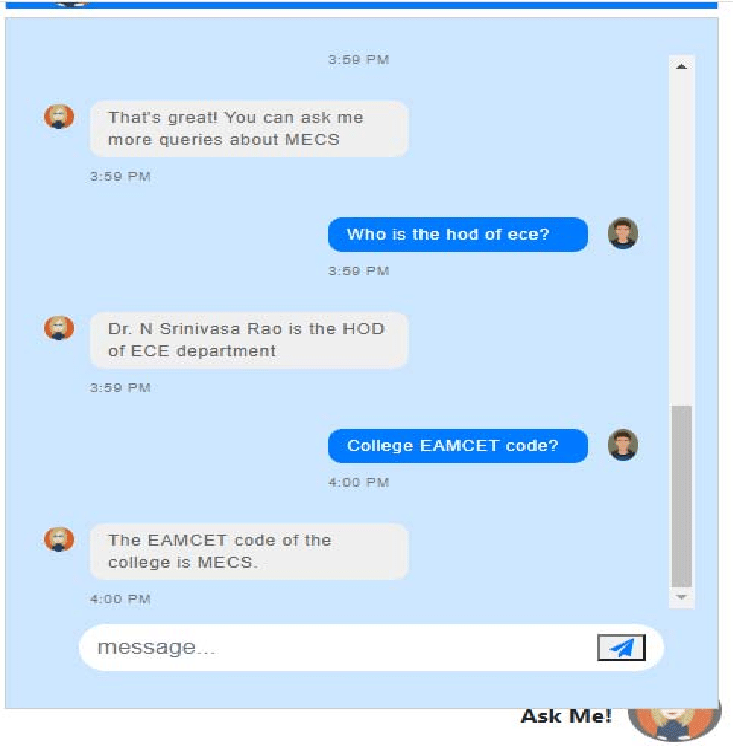 3:59 PM
That's great! You can ask me
more queries about MECS
3:59 PM
Who is the hod of ece?
3:59 PM
Dr. N Srinivasa Rao is the HOD
of ECE department
3:59 PM
College EAMCET code?
4:00 PM
The EAMCET code of the
college is MECS.
4:00 PM
message...
Ask Me!